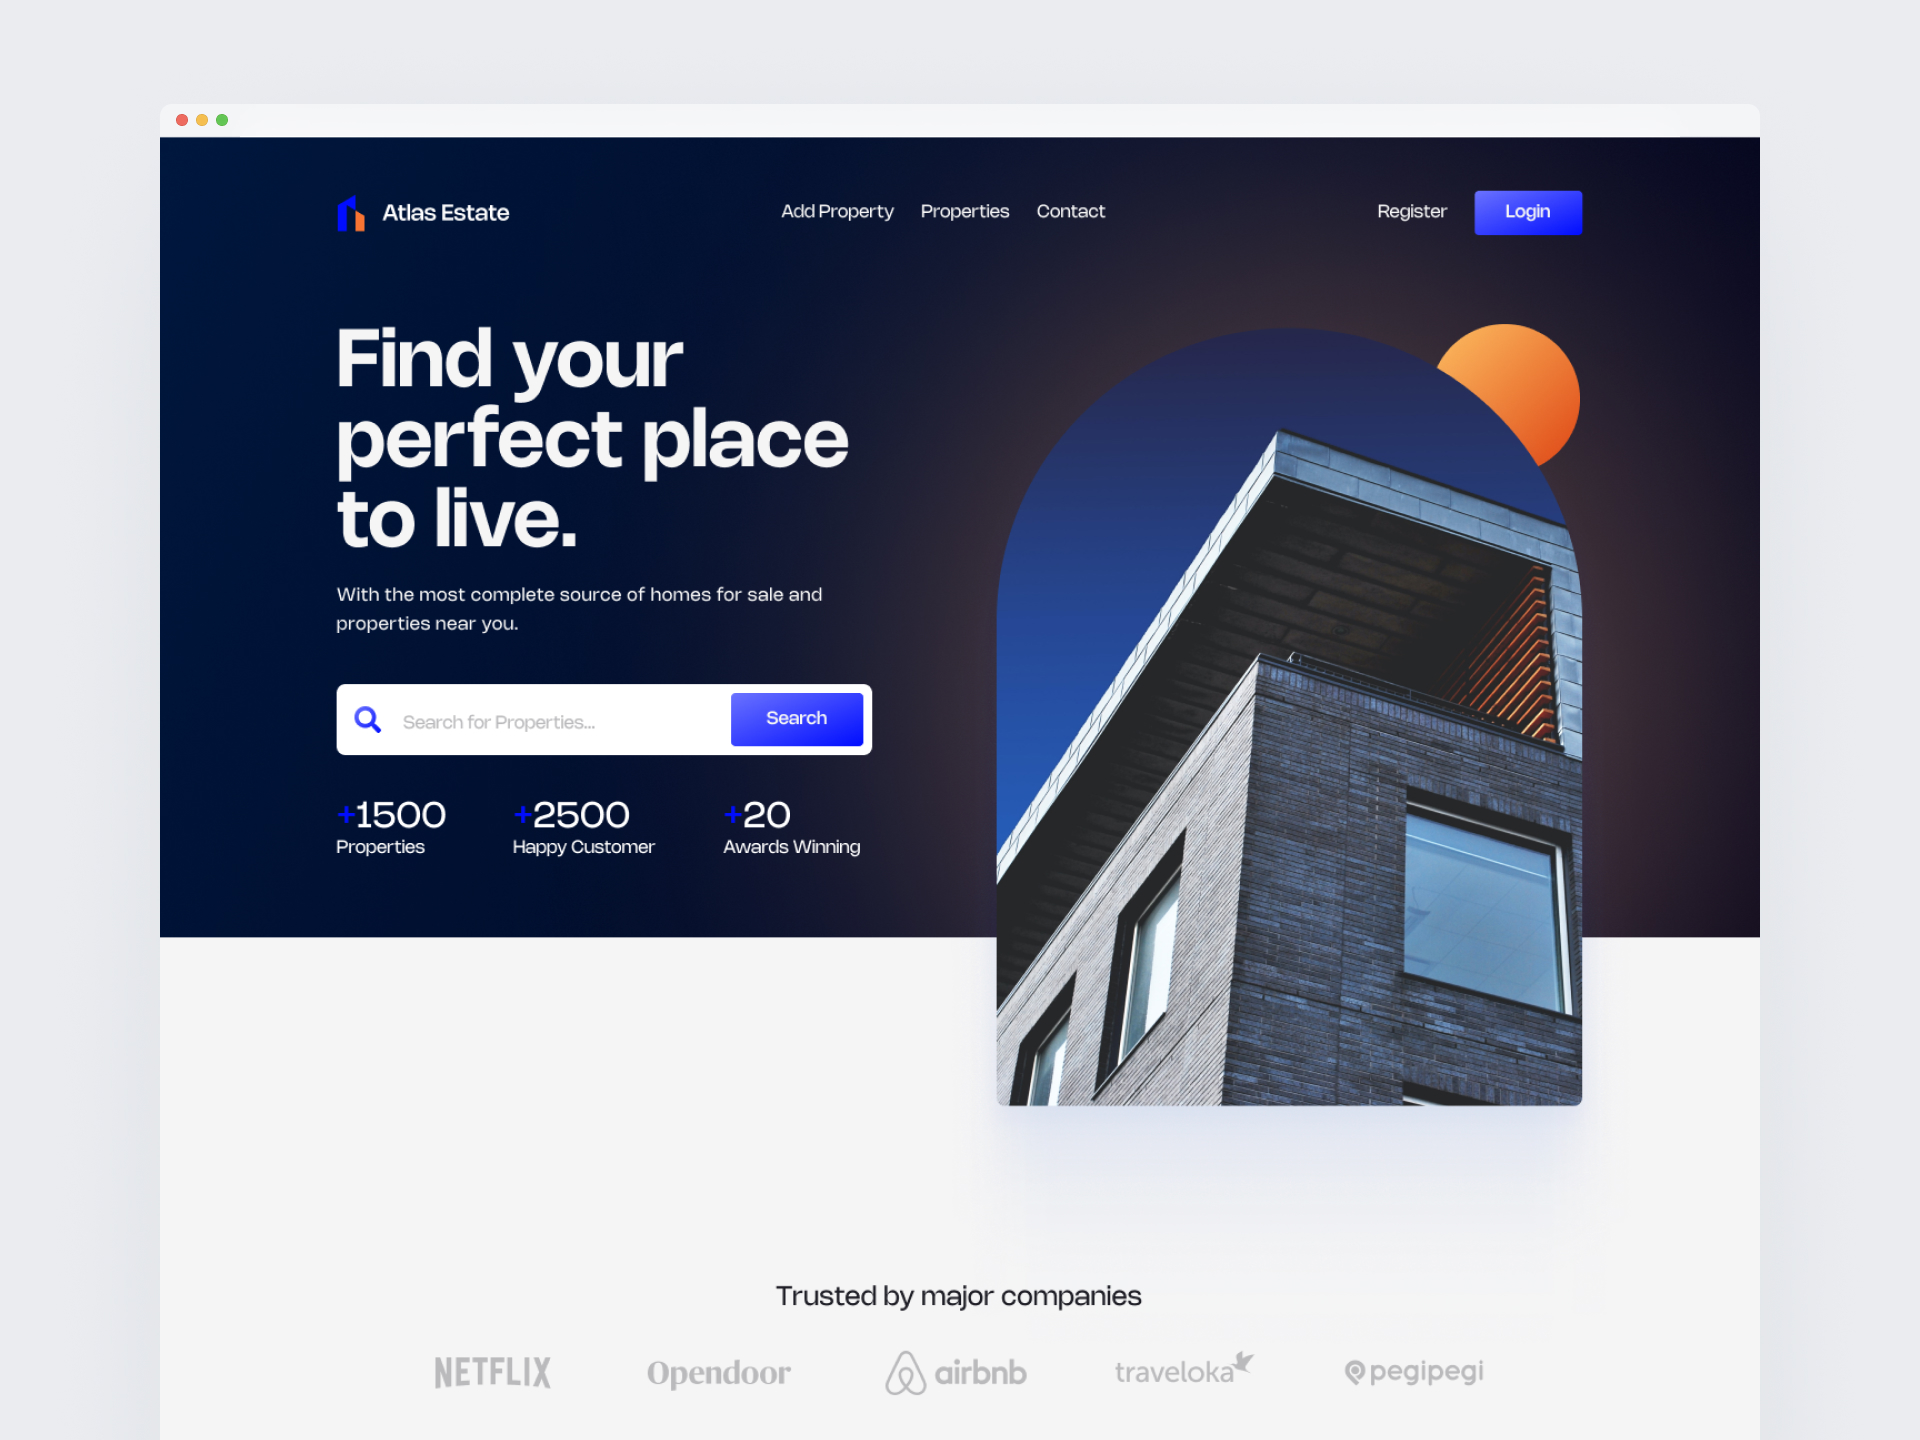 Atlas Estate
Add Property
Properties
Contact
Register
Login
Find your
perfect place
to live.
With the most complete source of homes for sale and
properties near you.
Search for Properties...
Search
+1500
Properties
+2500
Happy Customer
+20
Awards Winning
Trusted by major companies
NETFLIX
Opendoor
airbnb
traveloka
pegipegi